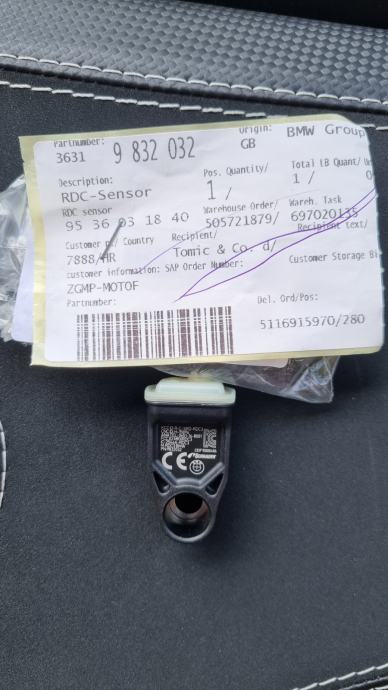 Partnumber:
3631 9 832 032
Origin:
GB
BMW Group
Description:
RDC-Sensor
RDC sensor
95 36 03 18 40
Pos. Quantity/
1 /
Total LB Quant/
1 /
Warehouse Order/
505721879/
Wareh. Task
697020135
Customer no/ Country
7888/HR
Recipient/
Tomic & Co. d/
Recipient text/
customer information: SAP Order Number:
ZGMP-MOTOF
Customer Storage Bi
Partnumber:
Del. Ord/Pos:
5116915970/280
CE